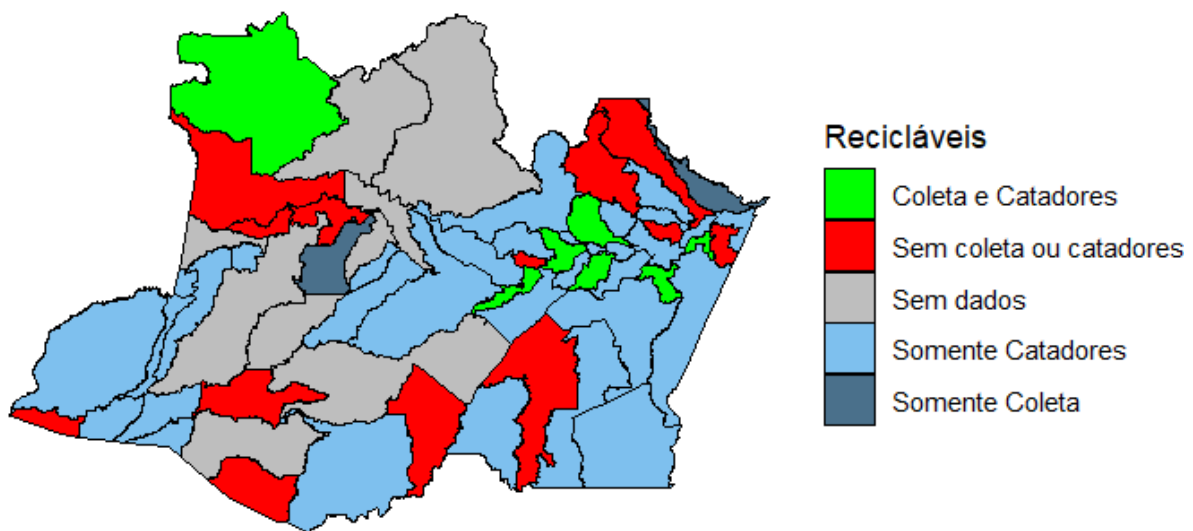 Recicláveis
Coleta e Catadores
Sem coleta ou catadores
Sem dados
Somente Catadores
Somente Coleta